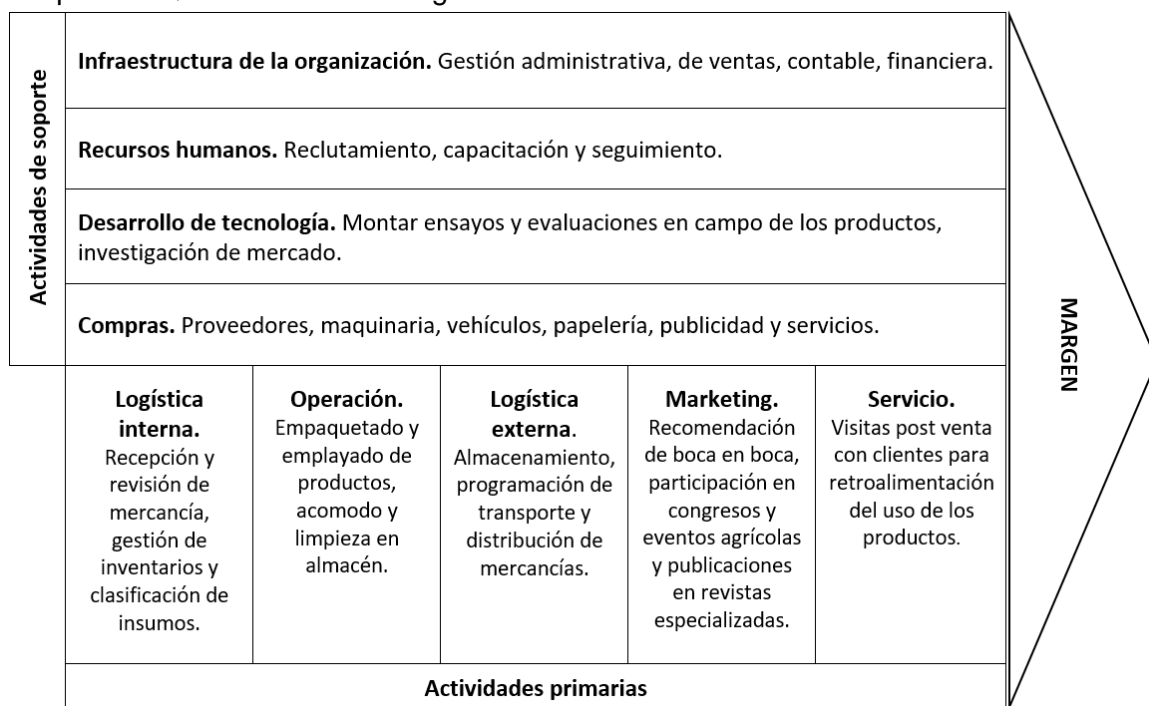 Actividades de soporte
Infraestructura de la organización. Gestión administrativa, de ventas, contable, financiera.
Recursos humanos. Reclutamiento, capacitación y seguimiento.
Desarrollo de tecnología. Montar ensayos y evaluaciones en campo de los productos,
investigación de mercado.
Compras. Proveedores, maquinaria, vehículos, papelería, publicidad y servicios.
Logística
interna.
Recepción y
revisión de
mercancía,
gestión de
inventarios y
clasificación de
insumos.
Operación.
Empaquetado y
emplayado de
productos,
acomodo y
limpieza en
almacén.
Logística
externa.
Almacenamiento,
programación de
transporte y
distribución de
mercancías.
Marketing.
Recomendación
de boca en boca,
participación en
congresos y
eventos agrícolas
y publicaciones
en revistas
especializadas.
Servicio.
Visitas post venta
con clientes para
retroalimentación
del uso de los
productos.
Actividades primarias
MARGEN